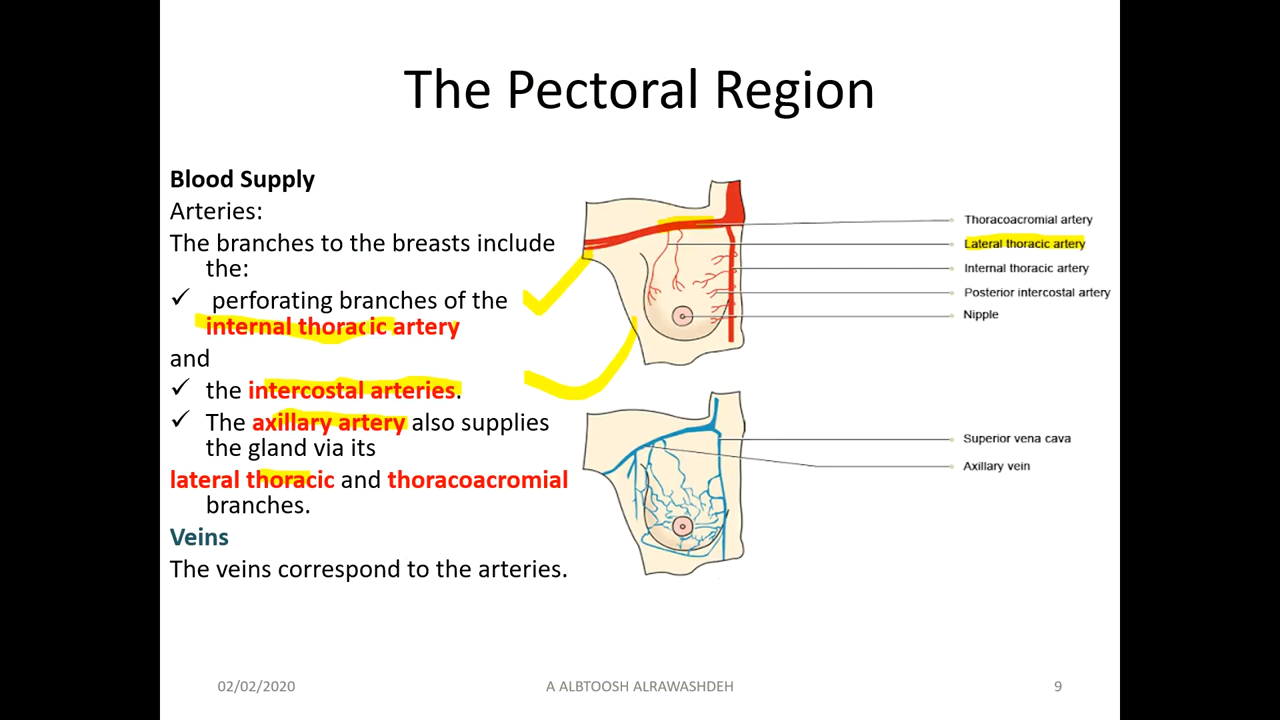 The Pectoral Region
Blood Supply
Arteries:
The branches to the breasts include
the:
✓ perforating branches of the
internal thoracic artery
and
✓ the intercostal arteries.
✓ The axillary artery also supplies
the gland via its
lateral thoracic and thoracoacromial
branches.
Veins
The veins correspond to the arteries.
Thoracoacromial artery
Lateral thoracic artery
Internal thoracic artery
Posterior intercostal artery
Nipple
Superior vena cava
Axillary vein
02/02/2020
A ALBTOOSH ALRAWASHDEH
9